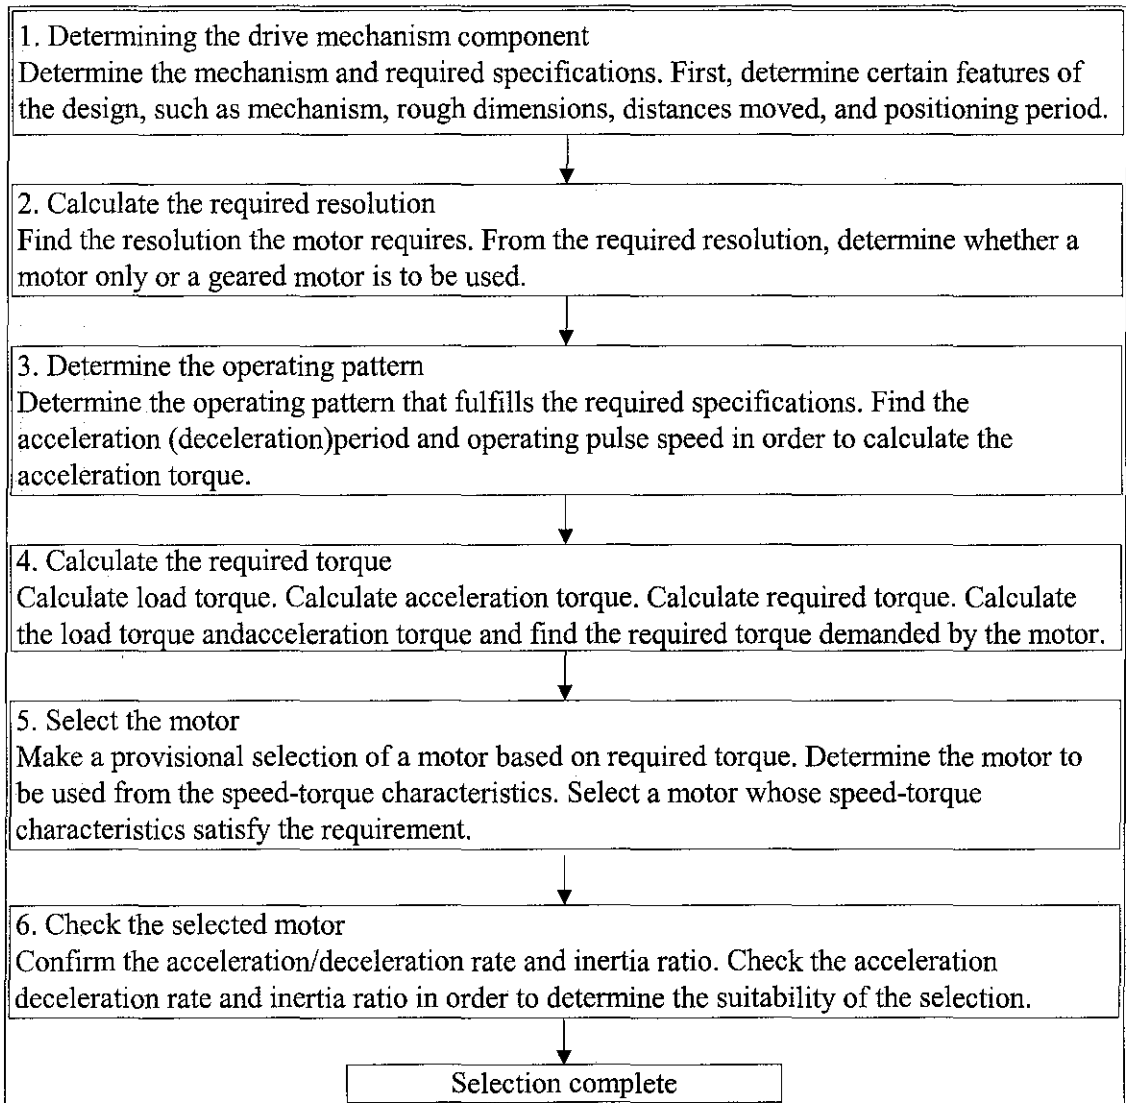 1. Determining the drive mechanism component
Determine the mechanism and required specifications. First, determine certain features of
the design, such as mechanism, rough dimensions, distances moved, and positioning period.
2. Calculate the required resolution
Find the resolution the motor requires. From the required resolution, determine whether a
motor only or a geared motor is to be used.
3. Determine the operating pattern
Determine the operating pattern that fulfills the required specifications. Find the
acceleration (deceleration)period and operating pulse speed in order to calculate the
acceleration torque.
4. Calculate the required torque
Calculate load torque. Calculate acceleration torque. Calculate required torque. Calculate
the load torque andacceleration torque and find the required torque demanded by the motor.
5. Select the motor
Make a provisional selection of a motor based on required torque. Determine the motor to
be used from the speed-torque characteristics. Select a motor whose speed-torque
characteristics satisfy the requirement.
6. Check the selected motor
Confirm the acceleration/deceleration rate and inertia ratio. Check the acceleration
deceleration rate and inertia ratio in order to determine the suitability of the selection.
Selection complete